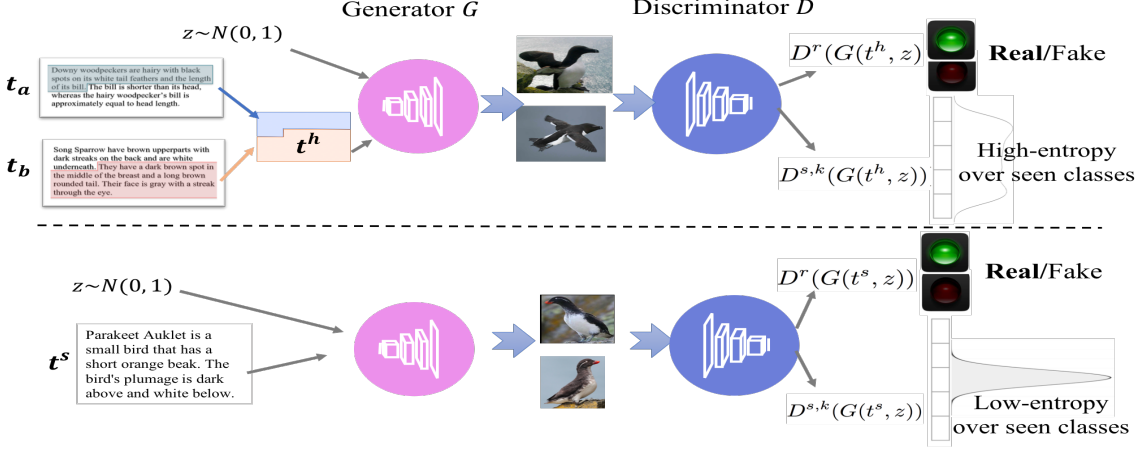 Generator G
Discriminator D
z~N(0, 1)
t_a
Downy woodpeckers are hairy with black
spots on its white tail feathers and the length
of its bill. The bill is shorter than its head,
whereas the hairy woodpecker's bill is
approximately equal to head length.
t_b
Song Sparrow have brown upperparts with
dark streaks on the back and are white
underneath. They have a dark brown spot in
the middle of the breast and a long brown
rounded tail. Their face is gray with a streak
through the eye.
t^h
D^r(G(t^h, z)
Real/Fake
D^{s,k}(G(t^h, z))
High-entropy
over seen classes
z~N(0, 1)
t^s
Parakeet Auklet is a
small bird that has a
short orange beak. The
bird's plumage is dark
above and white below.
D^r(G(t^s, z))
Real/Fake
D^{s,k}(G(t^s, z))
Low-entropy
over seen classes